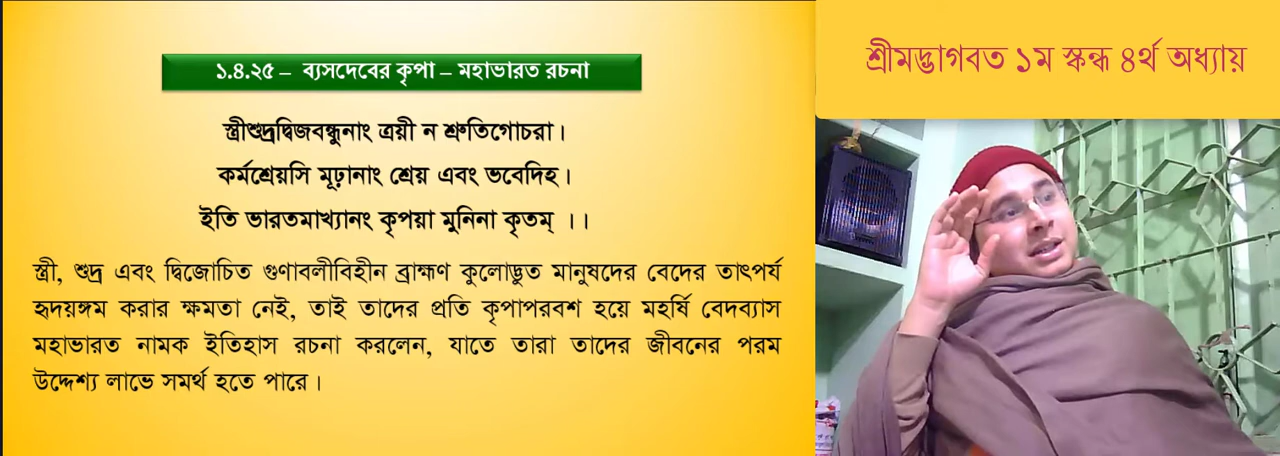 ১.৪.২৫ – ব্যসদেবের কৃপা – মহাভারত রচনা
স্ত্রীশুদ্রদ্বিজবন্ধুনাং ত্রয়ী ন শ্রুতিগোচরা।
কর্মশ্রেয়সি মূঢ়ানাং শ্রেয় এবং ভবেদিহ।
ইতি ভারতমাখ্যানং কৃপয়া মুনিনা কৃতম্ ।।
স্ত্রী, শুদ্র এবং দ্বিজোচিত গুণাবলীবিহীন ব্রাহ্মণ কুলোদ্ভুত মানুষদের বেদের তাৎপর্য
হৃদয়ঙ্গম করার ক্ষমতা নেই, তাই তাদের প্রতি কৃপাপরবশ হয়ে মহর্ষি বেদব্যাস
মহাভারত নামক ইতিহাস রচনা করলেন, যাতে তারা তাদের জীবনের পরম
উদ্দেশ্য লাভে সমর্থ হতে পারে।
শ্রীমদ্ভাগবত ১ম স্কন্ধ ৪র্থ অধ্যায়